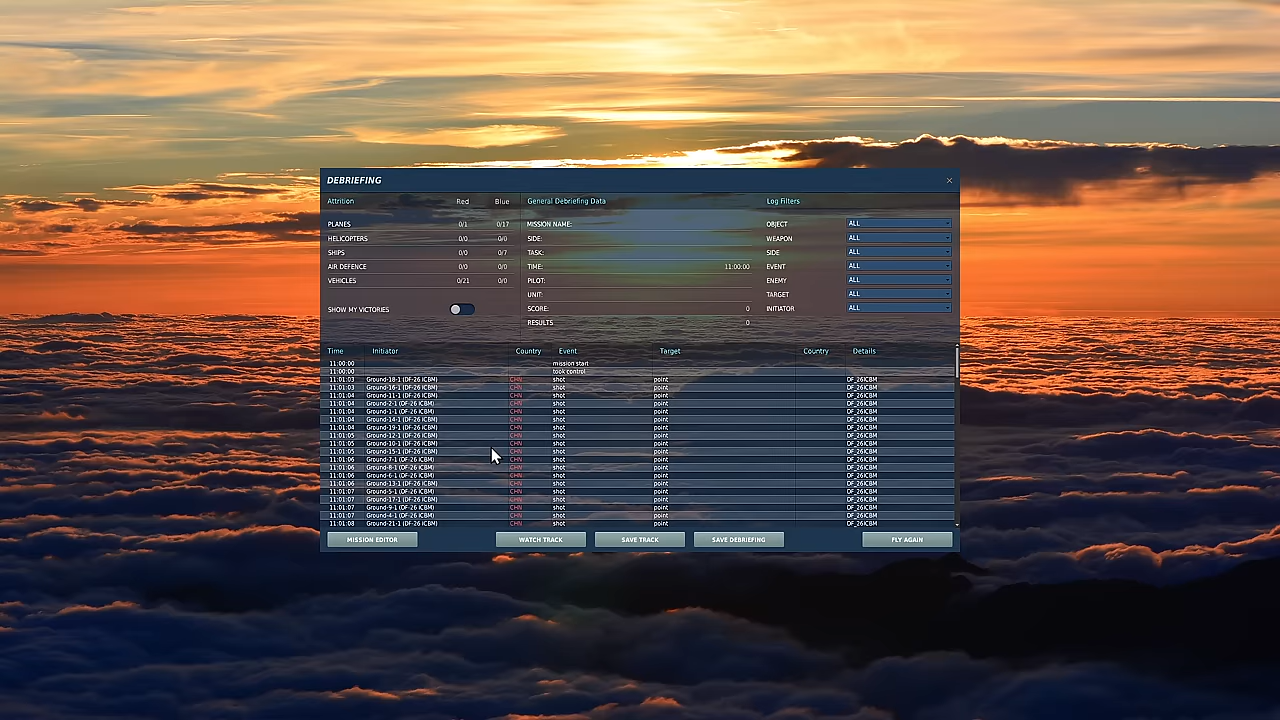 DEBRIEFING
Attrition Red Blue General Debriefing Data Log Filters
PLANES 0/1 0/17 MISSION NAME: OBJECT ALL
HELICOPTERS 0/0 0/0 SIDE: WEAPON ALL
SHIPS 0/0 0/7 TASK: SIDE ALL
AIR DEFENCE 0/0 0/0 TIME: 11:00:00 EVENT ALL
VEHICLES 0/21 0/0 PILOT: ENEMY ALL
UNIT: TARGET ALL
SHOW MY VICTORIES SCORE: 0 INITIATOR ALL
RESULTS 0
Time Initiator Country Event Target Country Details
11:00:00 mission start
11:00:00 took control
11:01:03 Ground-18-1 (DF-26 ICBM) CHN shot point DF_26ICBM
11:01:03 Ground-16-1 (DF-26 ICBM) CHN shot point DF_26ICBM
11:01:04 Ground-11-1 (DF-26 ICBM) CHN shot point DF_26ICBM
11:01:04 Ground-2-1 (DF-26 ICBM) CHN shot point DF_26ICBM
11:01:04 Ground-1-1 (DF-26 ICBM) CHN shot point DF_26ICBM
11:01:04 Ground-14-1 (DF-26 ICBM) CHN shot point DF_26ICBM
11:01:04 Ground-19-1 (DF-26 ICBM) CHN shot point DF_26ICBM
11:01:05 Ground-12-1 (DF-26 ICBM) CHN shot point DF_26ICBM
11:01:05 Ground-10-1 (DF-26 ICBM) CHN shot point DF_26ICBM
11:01:05 Ground-15-1 (DF-26 ICBM) CHN shot point DF_26ICBM
11:01:06 Ground-7-1 (DF-26 ICBM) CHN shot point DF_26ICBM
11:01:06 Ground-8-1 (DF-26 ICBM) CHN shot point DF_26ICBM
11:01:06 Ground-6-1 (DF-26 ICBM) CHN shot point DF_26ICBM
11:01:06 Ground-13-1 (DF-26 ICBM) CHN shot point DF_26ICBM
11:01:07 Ground-5-1 (DF-26 ICBM) CHN shot point DF_26ICBM
11:01:07 Ground-17-1 (DF-26 ICBM) CHN shot point DF_26ICBM
11:01:07 Ground-9-1 (DF-26 ICBM) CHN shot point DF_26ICBM
11:01:07 Ground-4-1 (DF-26 ICBM) CHN shot point DF_26ICBM
11:01:08 Ground-21-1 (DF-26 ICBM) CHN shot point DF_26ICBM
MISSION EDITOR WATCH TRACK SAVE TRACK SAVE DEBRIEFING FLY AGAIN